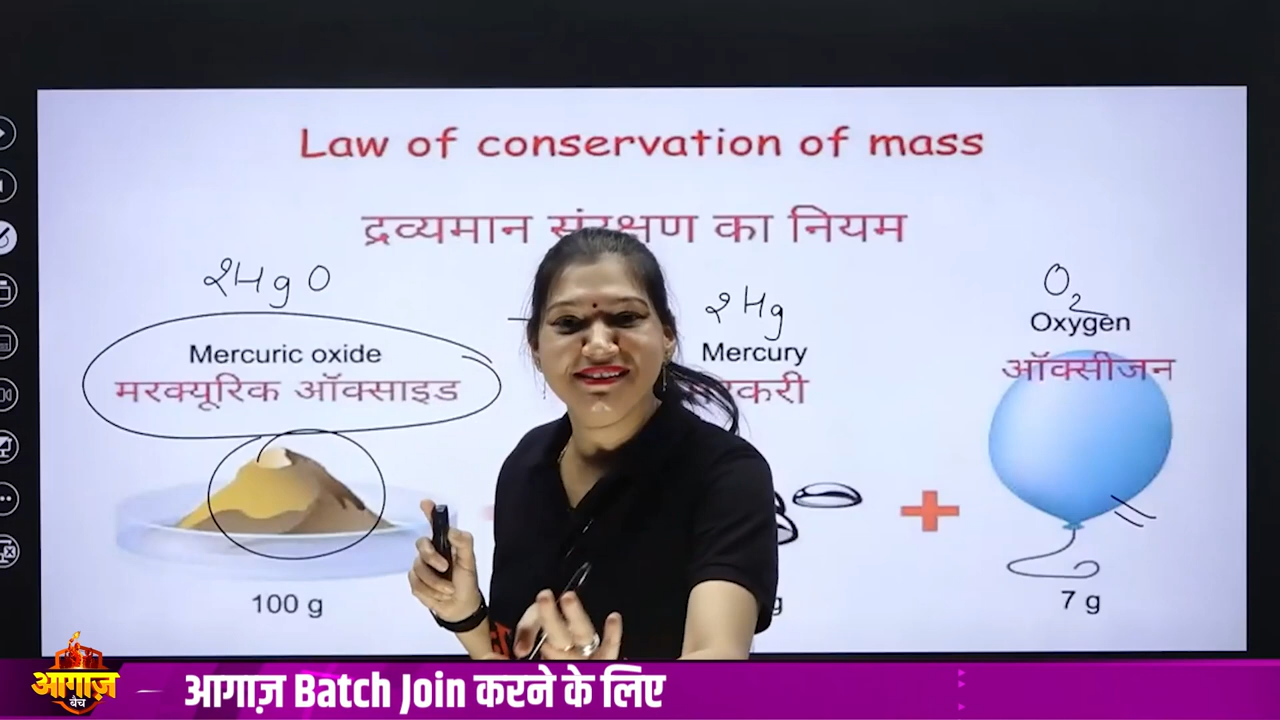 Law of conservation of mass
द्रव्यमान संरक्षण का नियम
2HgO
2Hg
O2
Mercuric oxide
Mercury
Oxygen
मरक्यूरिक ऑक्साइड
ऑक्सीजन
+
100 g
g
7 g
आगाज़
बैच
आगाज़ Batch Join करने के लिए